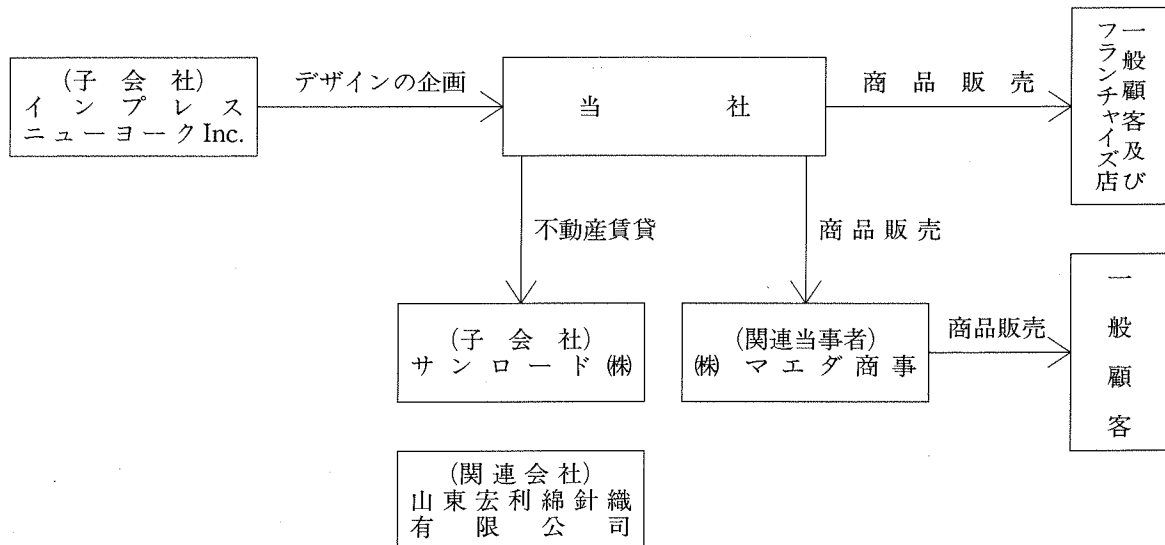 (子会社)
インプレス
ニューヨークInc.
デザインの企画
当社
商品販売
一般顧客及び
フランチャイズ店
不動産賃貸
商品販売
(子会社)
サンロード㈱
(関連当事者)
㈱マエダ商事
商品販売
一般顧客
(関連会社)
山東宏利綿針織
有限公司